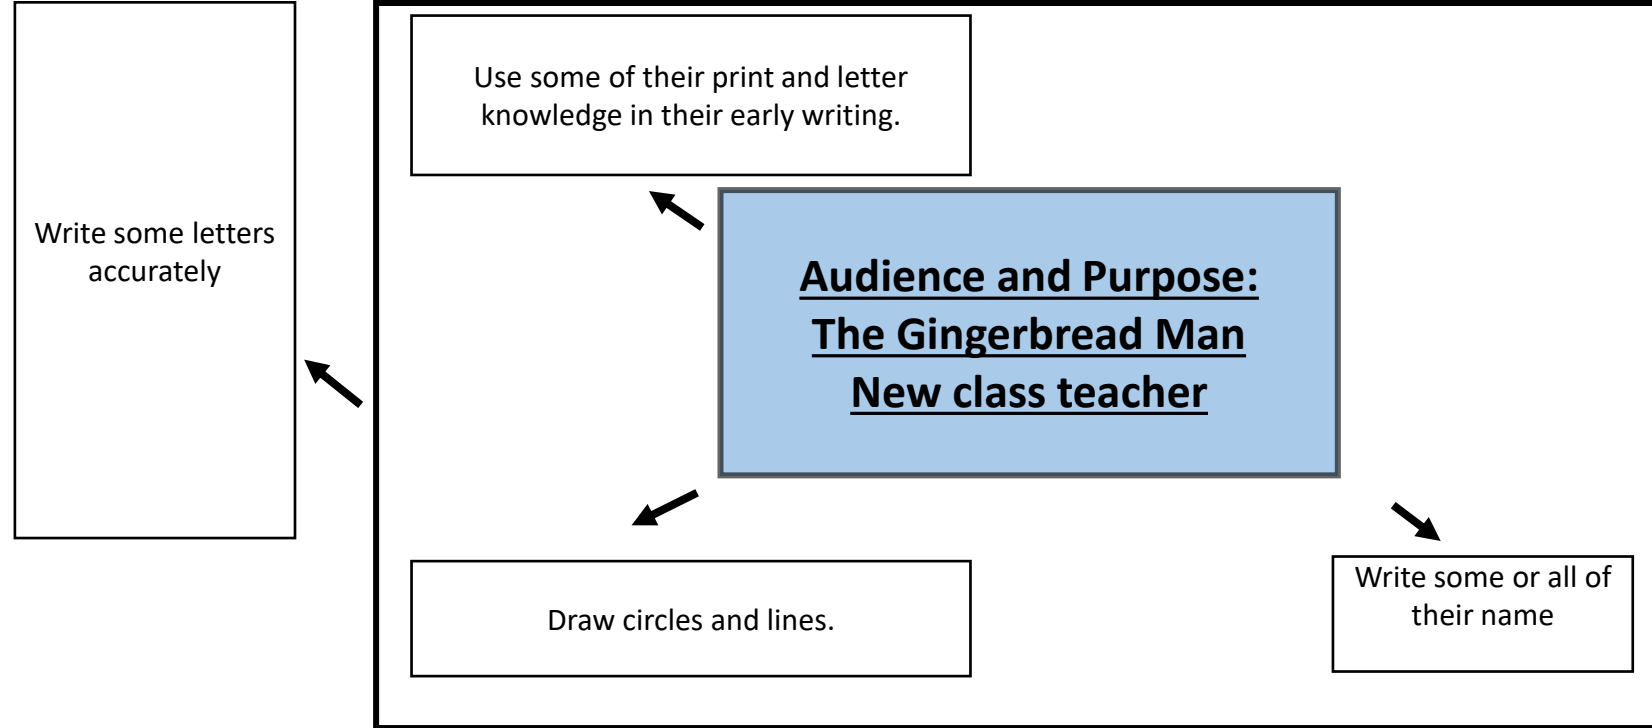 Use some of their print and letter
knowledge in their early writing.
Write some letters
accurately
Audience and Purpose:
The Gingerbread Man
New class teacher
Draw circles and lines.
Write some or all of
their name